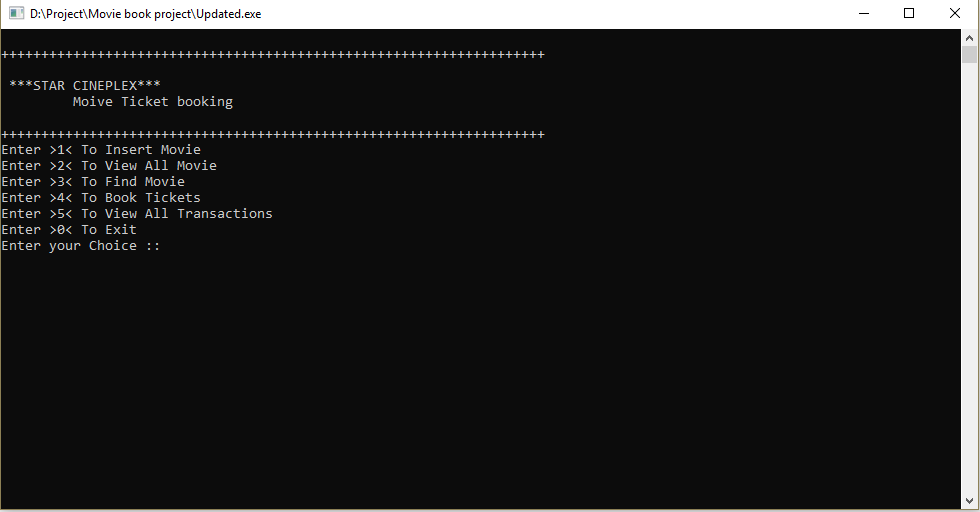 D:\Project\Movie book project\Updated.exe
++++++++++++++++++++++++++++++++++++++++++++++++++++++++++++++++++++
***STAR CINEPLEX***
Moive Ticket booking
++++++++++++++++++++++++++++++++++++++++++++++++++++++++++++++++++++
Enter >1< To Insert Movie
Enter >2< To View All Movie
Enter >3< To Find Movie
Enter >4< To Book Tickets
Enter >5< To View All Transactions
Enter >0< To Exit
Enter your Choice ::